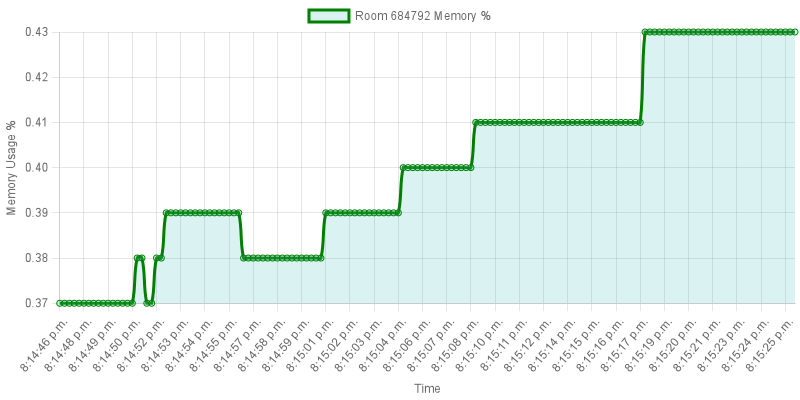 Room 684792 Memory %
0.43
0.42
0.41
0.40
0.39
0.38
0.37
Memory Usage %
8:14:46 p.m.
8:14:48 p.m.
8:14:49 p.m.
8:14:50 p.m.
8:14:52 p.m.
8:14:53 p.m.
8:14:54 p.m.
8:14:55 p.m.
8:14:57 p.m.
8:14:58 p.m.
8:14:59 p.m.
8:15:01 p.m.
8:15:02 p.m.
8:15:03 p.m.
8:15:04 p.m.
8:15:06 p.m.
8:15:07 p.m.
8:15:08 p.m.
8:15:10 p.m.
8:15:11 p.m.
8:15:12 p.m.
8:15:14 p.m.
8:15:15 p.m.
8:15:16 p.m.
8:15:17 p.m.
8:15:19 p.m.
8:15:20 p.m.
8:15:21 p.m.
8:15:23 p.m.
8:15:24 p.m.
8:15:25 p.m.
Time